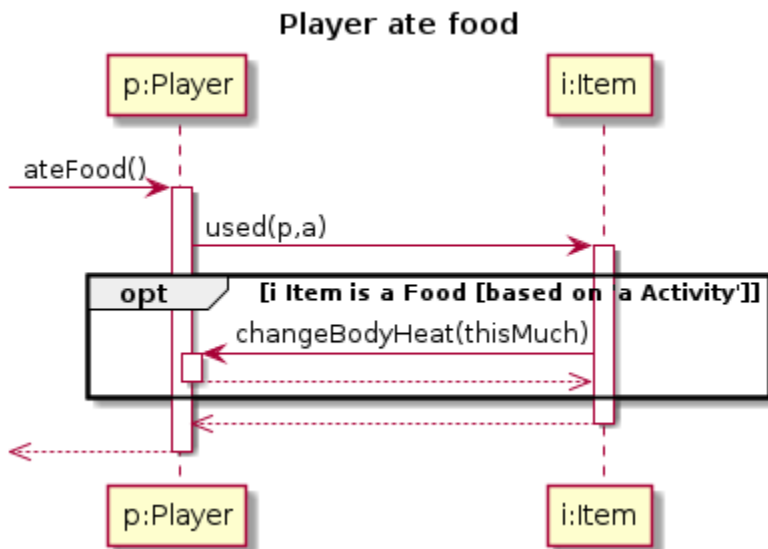 Player ate food
p:Player
i:Item
ateFood()
used(p,a)
opt
[i Item is a Food [based on 'a Activity']]
changeBodyHeat(thisMuch)
p:Player
i:Item